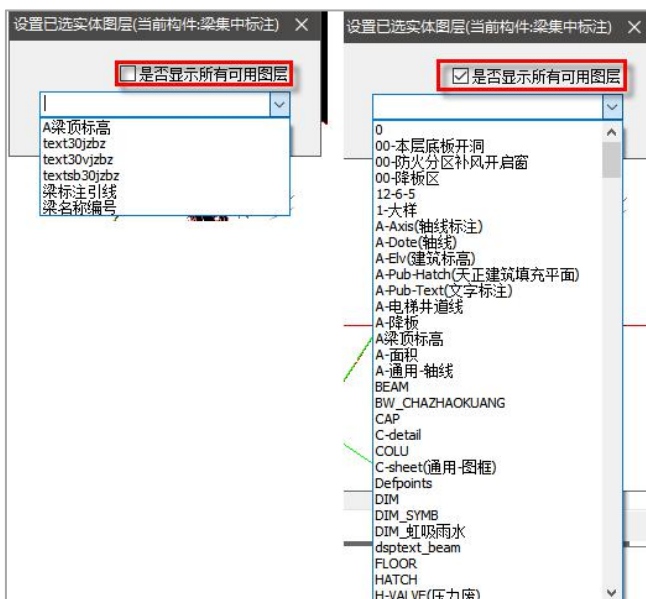 设置已选实体图层(当前构件:梁集中标注)
是否显示所有可用图层
A梁顶标高
text30jzbz
text30vjzbz
textsb30jzbz
梁标注引线
梁名称编号
设置已选实体图层(当前构件:梁集中标注)
是否显示所有可用图层
0
00-本层底板开洞
00-防火分区补风开启窗
00-降板区
12-6-5
1-大样
A-Axis(轴线标注)
A-Dote(轴线)
A-Elv(建筑标高)
A-Pub-Hatch(天正建筑填充平面)
A-Pub-Text(文字标注)
A-电梯井道线
A-降板
A梁顶标高
A-面积
A-通用-轴线
BEAM
BW_CHAZHAOKUANG
CAP
C-detail
COLU
C-sheet(通用-图框)
Defpoints
DIM
DIM_SYMB
DIM_虹吸雨水
dsptext_beam
FLOOR
HATCH
H-VALVE(压力废)